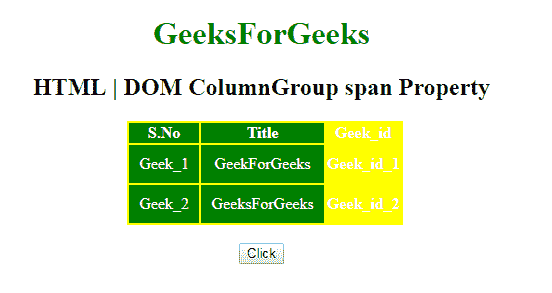 GeeksForGeeks
HTML | DOM ColumnGroup span Property
S.No Title Geek_id
Geek_1 GeekForGeeks Geek_id_1
Geek_2 GeeksForGeeks Geek_id_2
Click